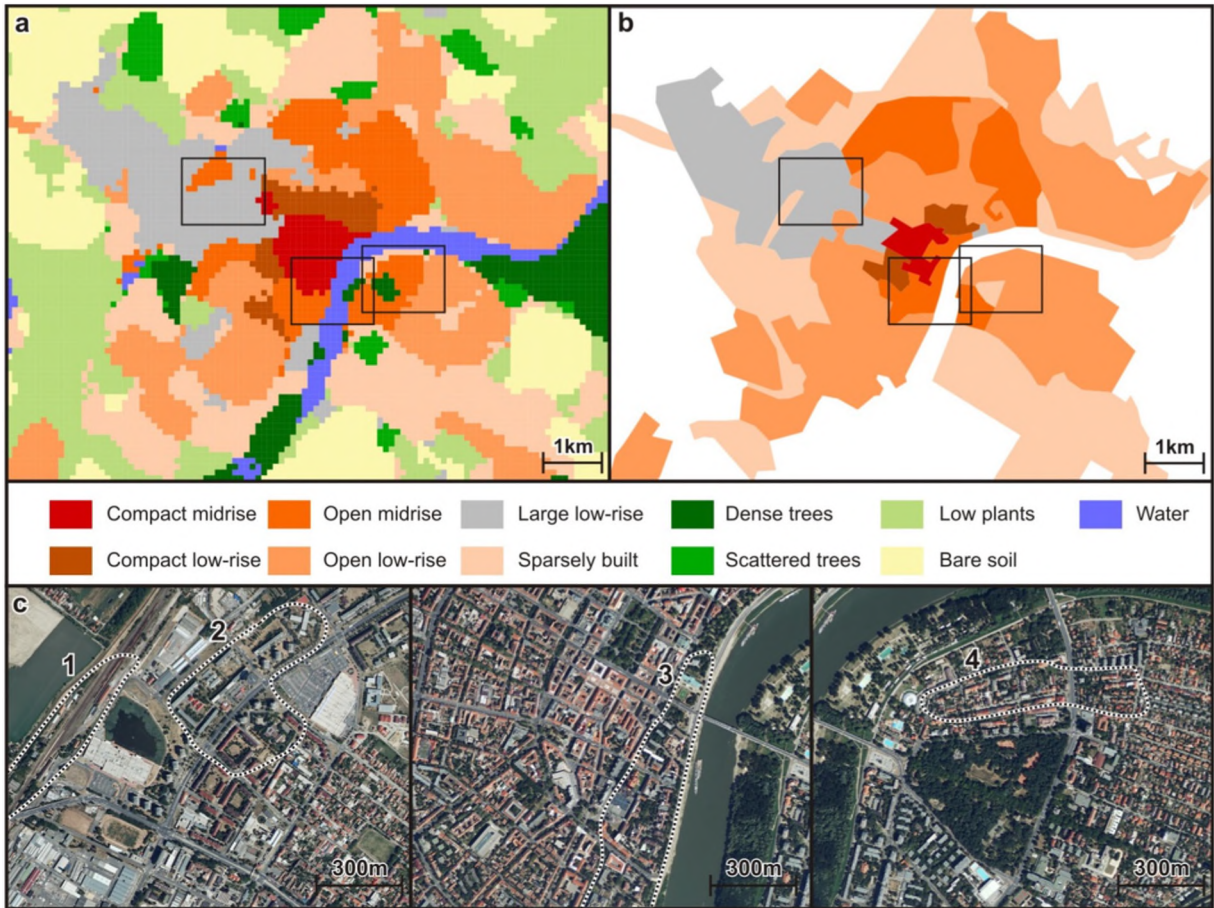 a
b
1km
1km
Compact midrise Open midrise Large low-rise Dense trees Low plants Water
Compact low-rise Open low-rise Sparsely built Scattered trees Bare soil
c
1
2
3
4
300m
300m
300m